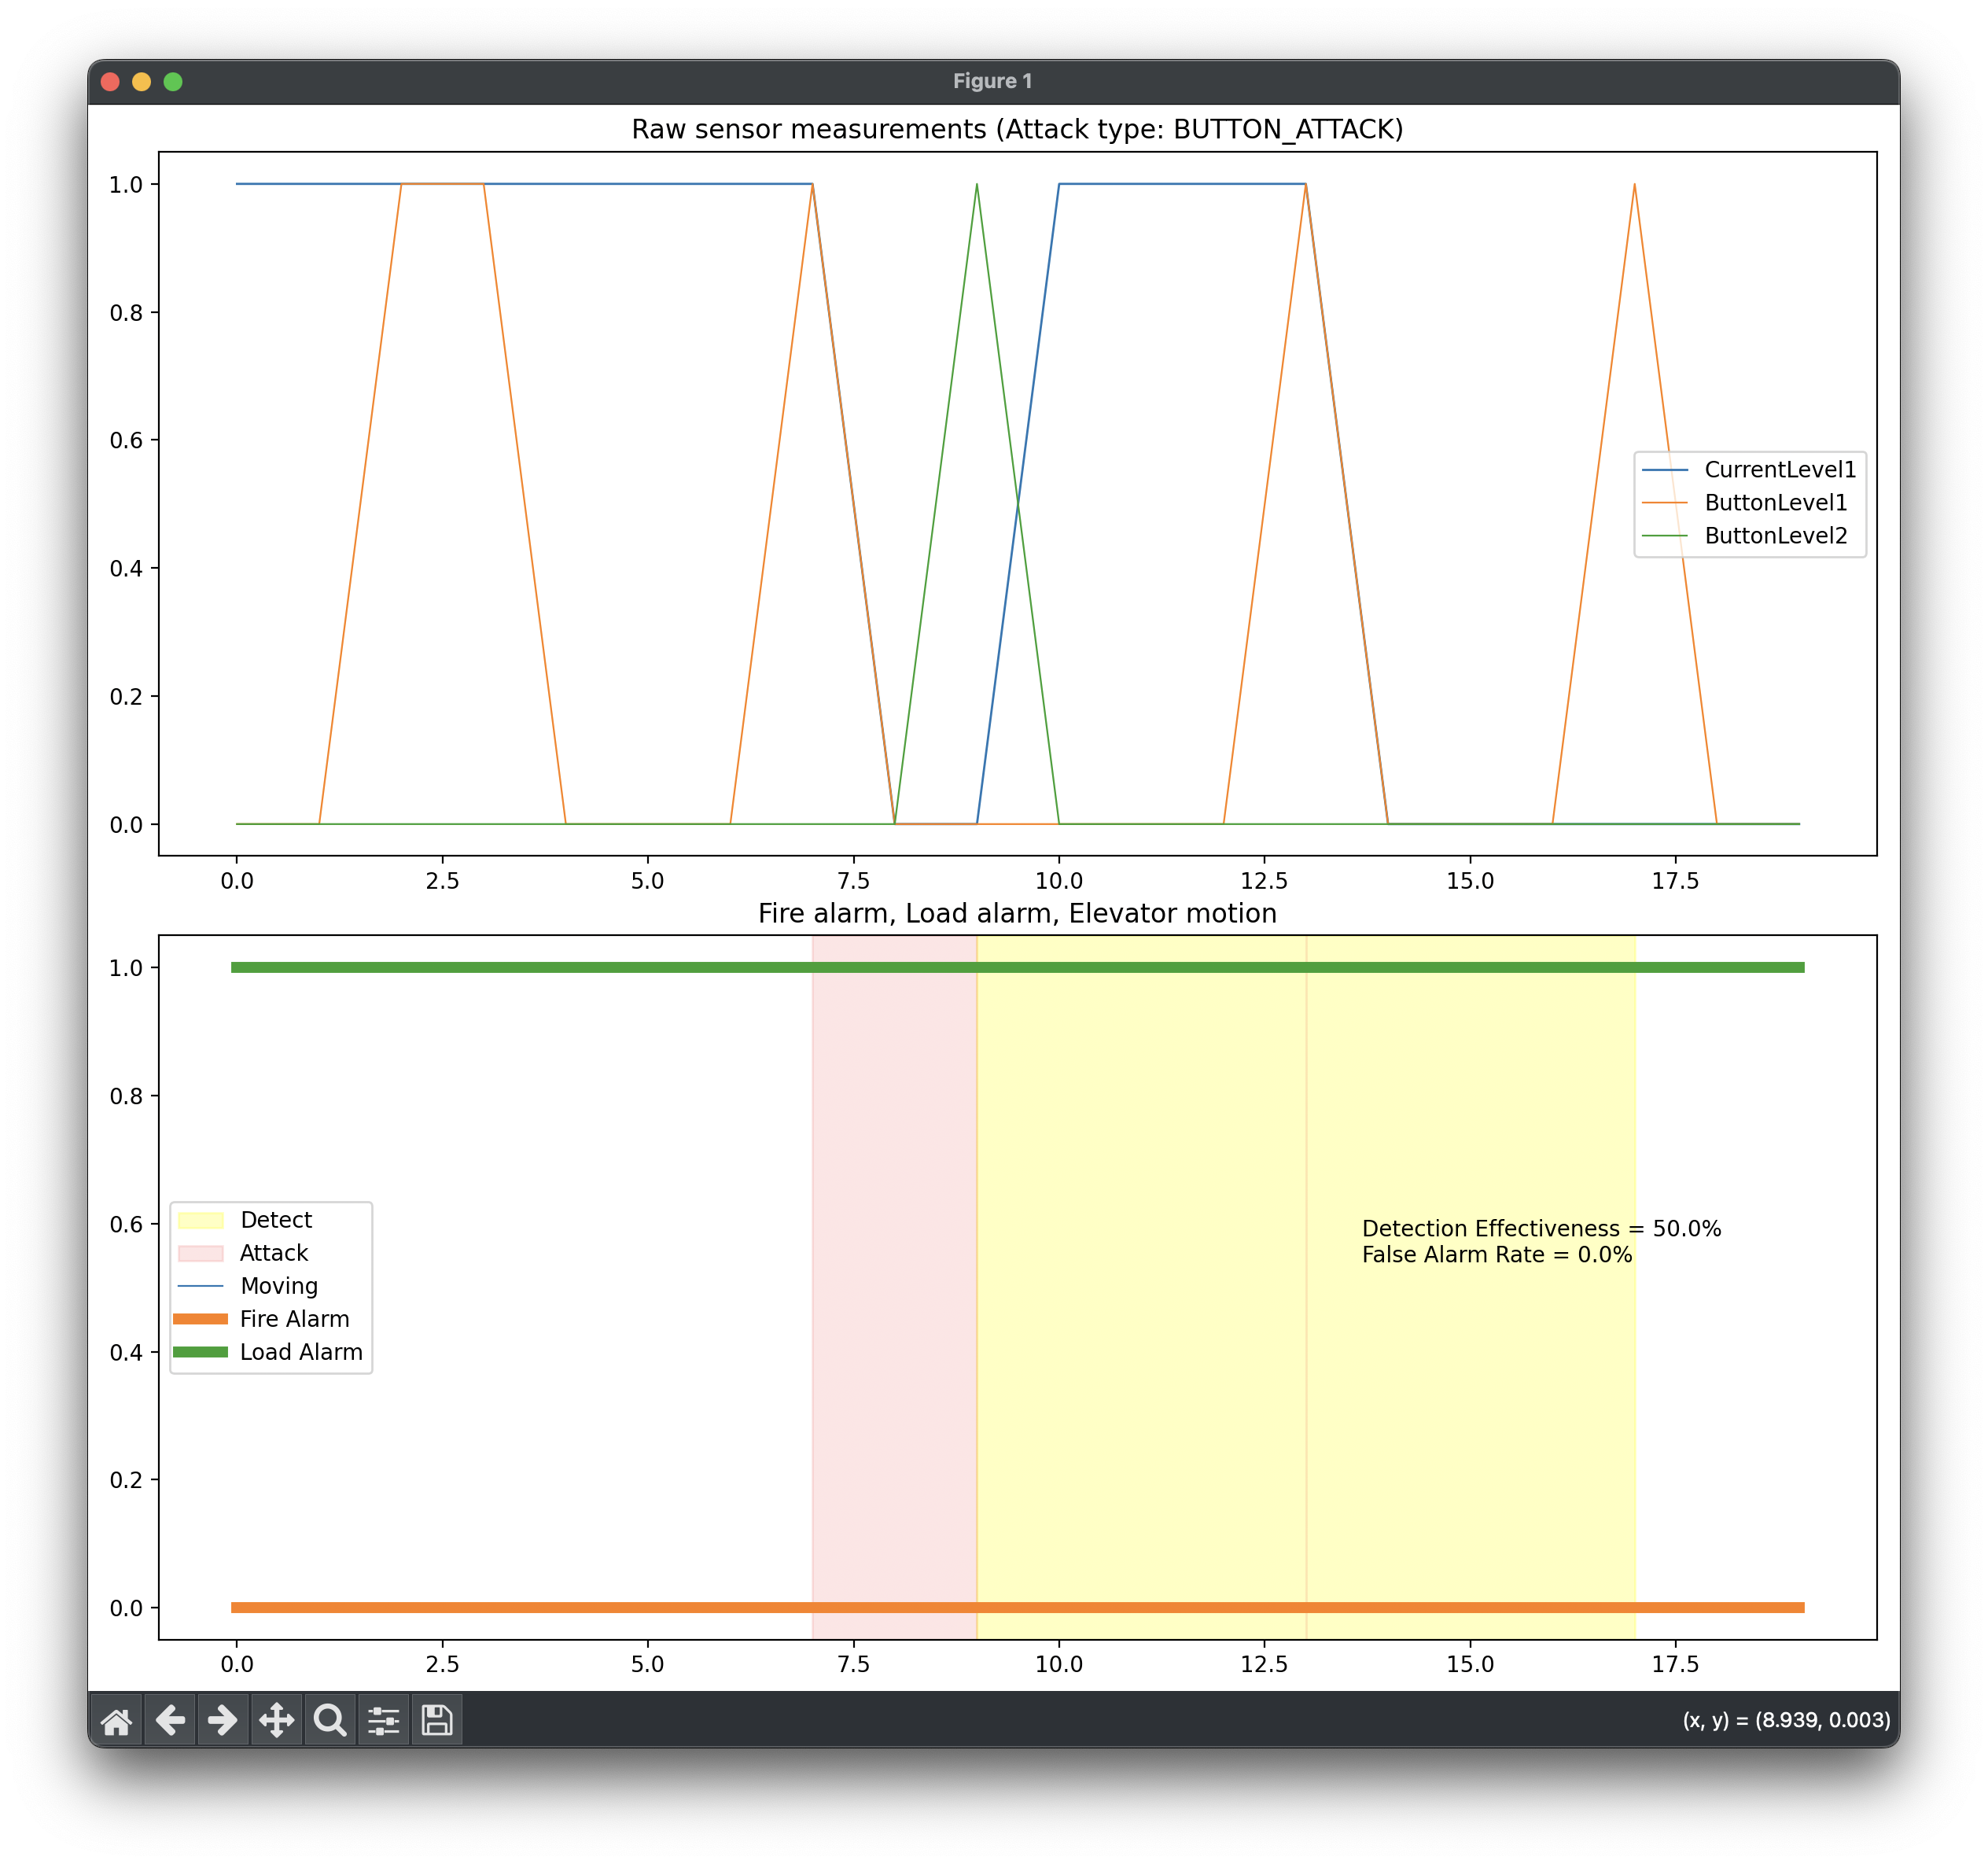 Figure 1
Raw sensor measurements (Attack type: BUTTON_ATTACK)
1.0
0.8
0.6
0.4
0.2
0.0
CurrentLevel1
ButtonLevel1
ButtonLevel2
0.0 2.5 5.0 7.5 10.0 12.5 15.0 17.5
Fire alarm, Load alarm, Elevator motion
1.0
0.8
0.6
0.4
0.2
0.0
Detect
Attack
Moving
Fire Alarm
Load Alarm
Detection Effectiveness = 50.0%
False Alarm Rate = 0.0%
0.0 2.5 5.0 7.5 10.0 12.5 15.0 17.5
(x, y) = (8.939, 0.003)